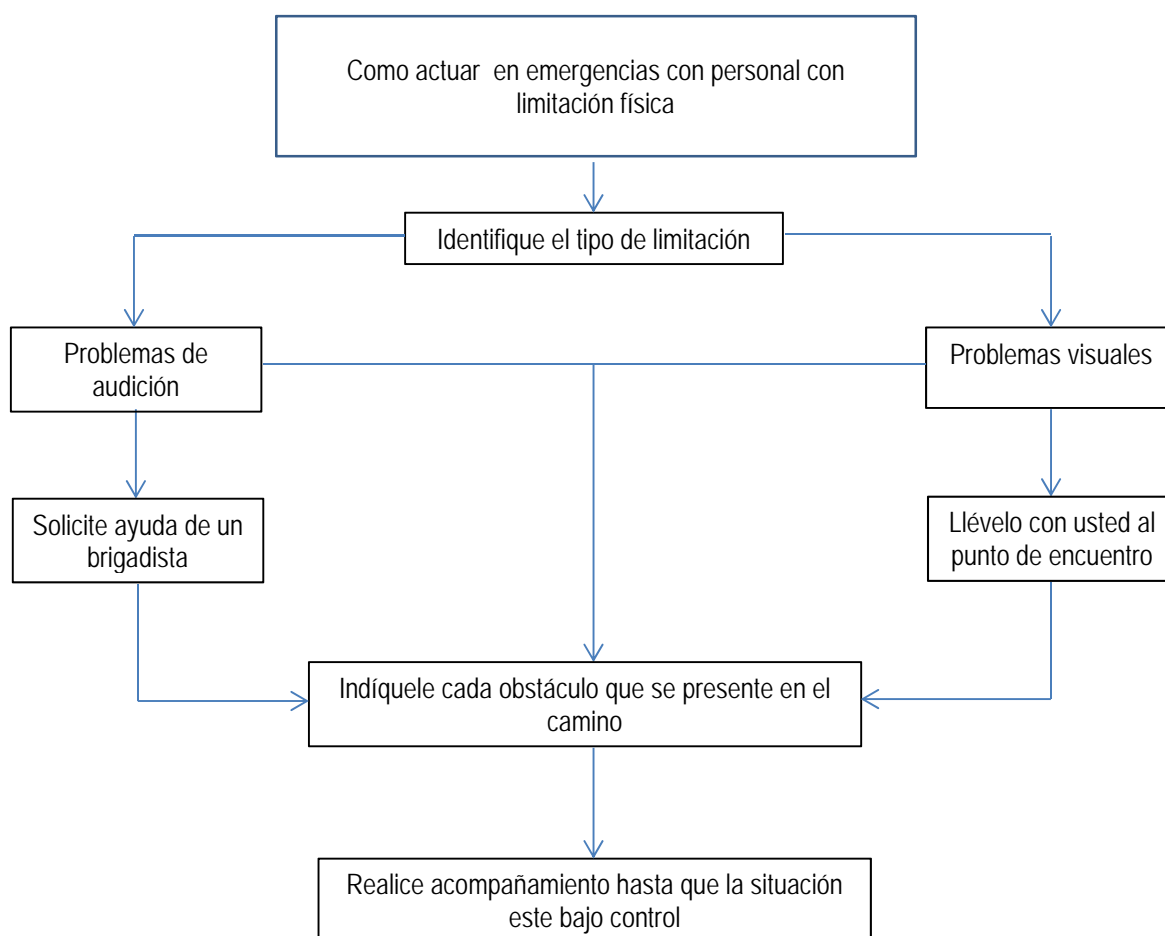 Como actuar  en emergencias con personal con
limitación física
Identifique el tipo de limitación
Problemas de
audición
Problemas visuales
Solicite ayuda de un
brigadista
Llévelo con usted al
punto de encuentro
Indíquele cada obstáculo que se presente en el
camino
Realice acompañamiento hasta que la situación
este bajo control